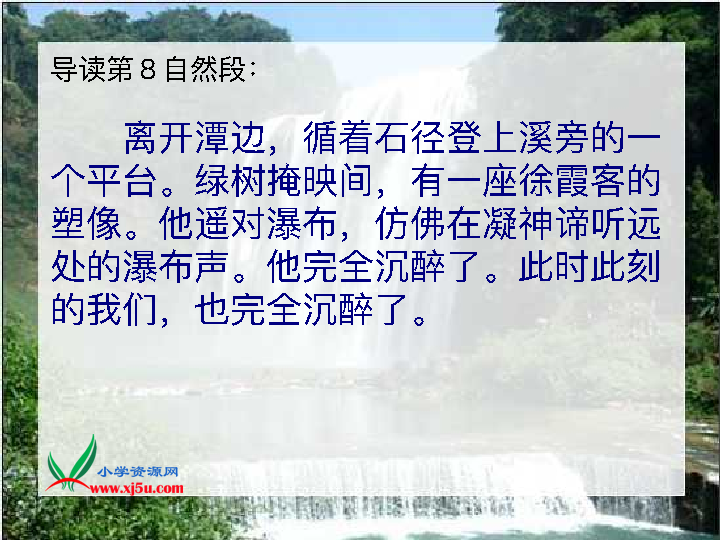 导读第8自然段：
离开潭边，循着石径登上溪旁的一
个平台。绿树掩映间，有一座徐霞客的
塑像。他遥对瀑布，仿佛在凝神谛听远
处的瀑布声。他完全沉醉了。此时此刻
的我们，也完全沉醉了。
小学资源网
www.xj5u.com